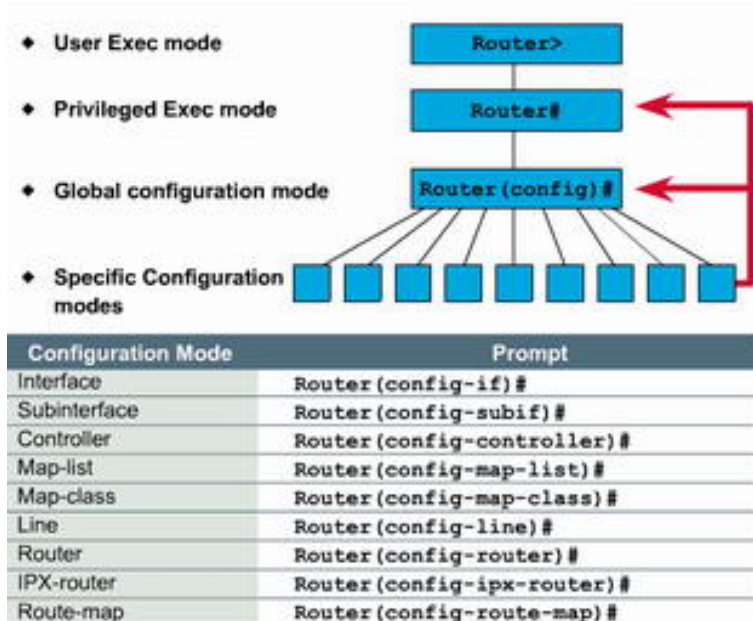 ◆ User Exec mode
Router>
◆ Privileged Exec mode
Router#
◆ Global configuration mode
Router(config)#
◆ Specific Configuration
modes
Configuration Mode Prompt
Interface Router(config-if)#
Subinterface Router(config-subif)#
Controller Router(config-controller)#
Map-list Router(config-map-list)#
Map-class Router(config-map-class)#
Line Router(config-line)#
Router Router(config-router)#
IPX-router Router(config-ipx-router)#
Route-map Router(config-route-map)#